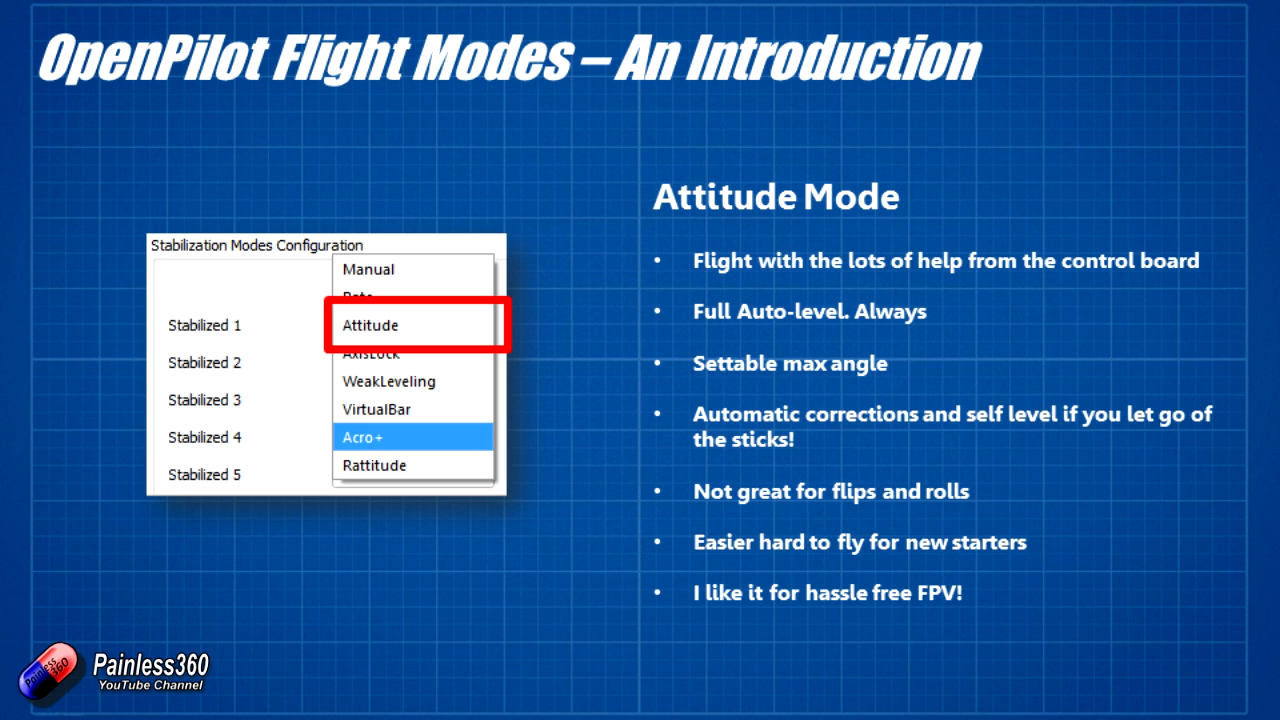 OpenPilot Flight Modes – An Introduction
Attitude Mode
Stabilization Modes Configuration
Manual
Stabilized 1
Attitude
Stabilized 2
AxisLock
WeakLeveling
Stabilized 3
VirtualBar
Stabilized 4
Acro+
Stabilized 5
Rattitude
• Flight with the lots of help from the control board
• Full Auto-level. Always
• Settable max angle
• Automatic corrections and self level if you let go of
the sticks!
• Not great for flips and rolls
• Easier hard to fly for new starters
• I like it for hassle free FPV!
Painless
360
Painless360
YouTube Channel